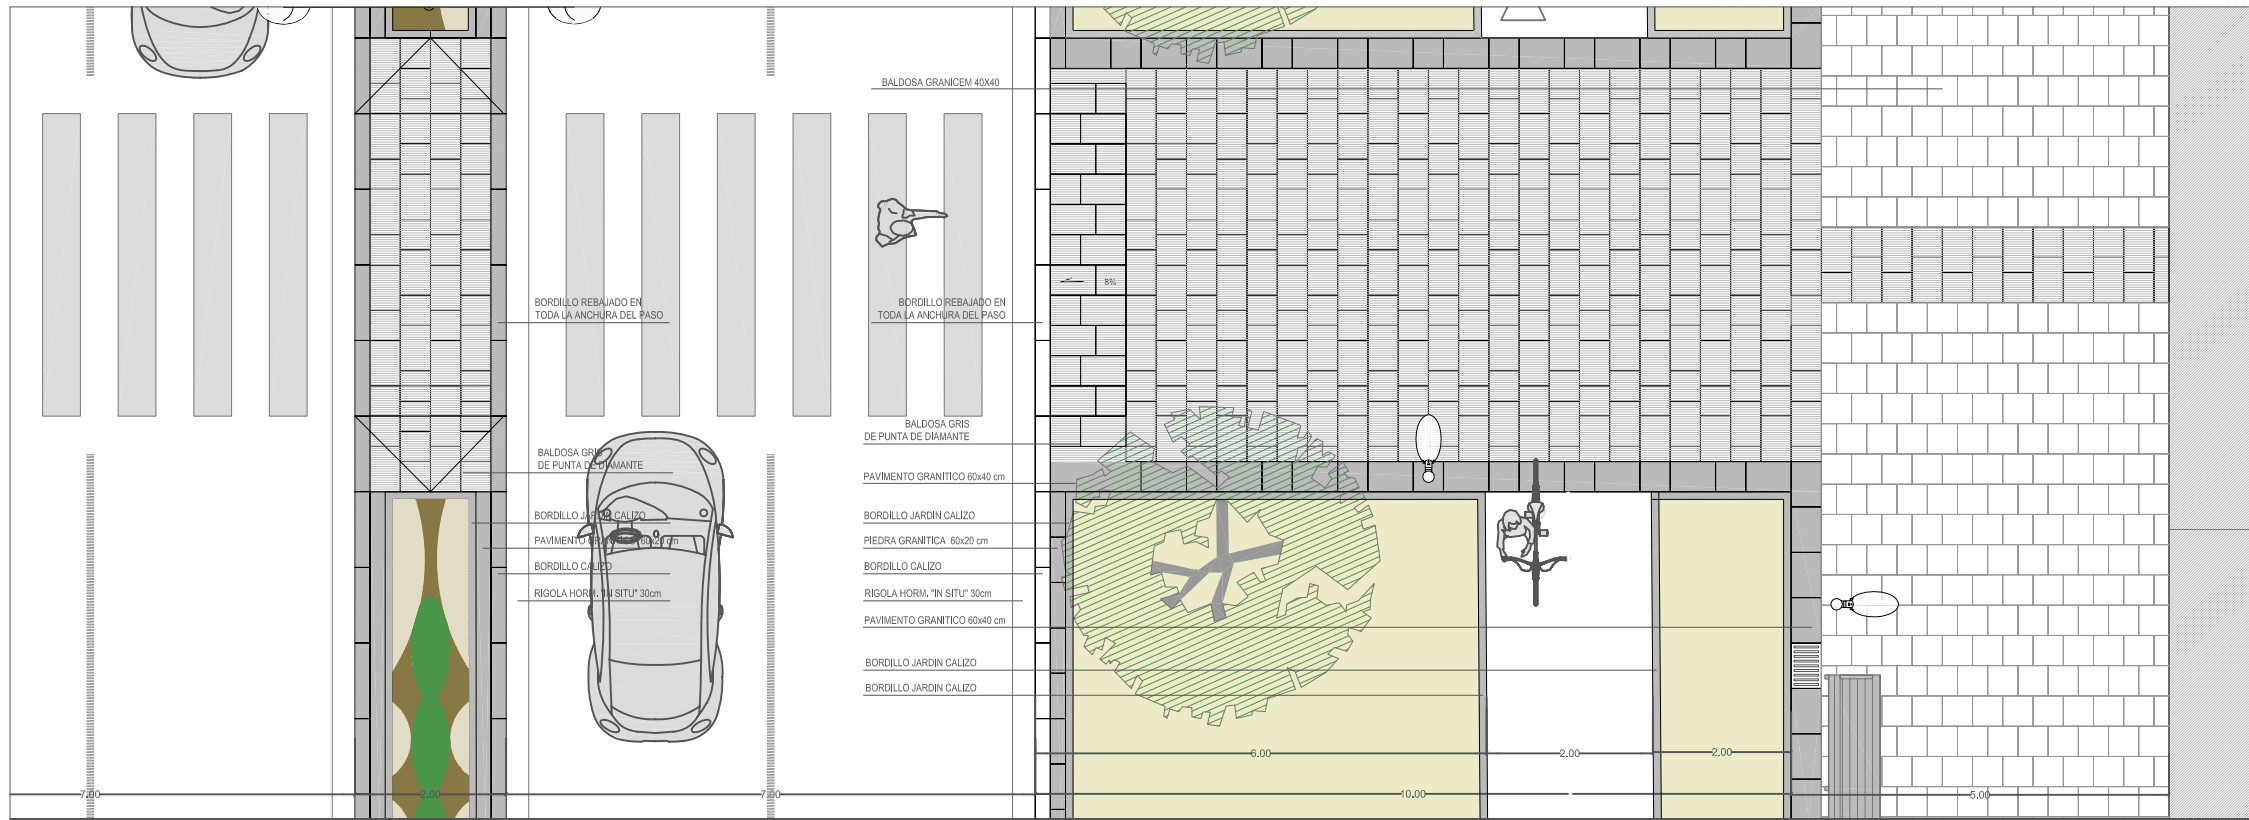 BALDOSA GRANICEM 40X40
8%
BORDILLO REBAJADO EN
TODA LA ANCHURA DEL PASO
BORDILLO REBAJADO EN
TODA LA ANCHURA DEL PASO
BALDOSA GRIS
DE PUNTA DE DIAMANTE
BALDOSA GRIS
DE PUNTA DE DIAMANTE
PAVIMENTO GRANÍTICO 60x40 cm
BORDILLO JARDIN CALIZO
BORDILLO JARDIN CALIZO
PAVIMENTO GRANITICO 60x20 cm
PIEDRA GRANÍTICA 60x20 cm
BORDILLO CALIZO
BORDILLO CALIZO
RIGOLA HORM. "IN SITU" 30cm
RIGOLA HORM. "IN SITU" 30cm
PAVIMENTO GRANITICO 60x40 cm
BORDILLO JARDIN CALIZO
BORDILLO JARDIN CALIZO
6.00
2.00
2.00
7.00
2.00
7.00
10.00
5.00